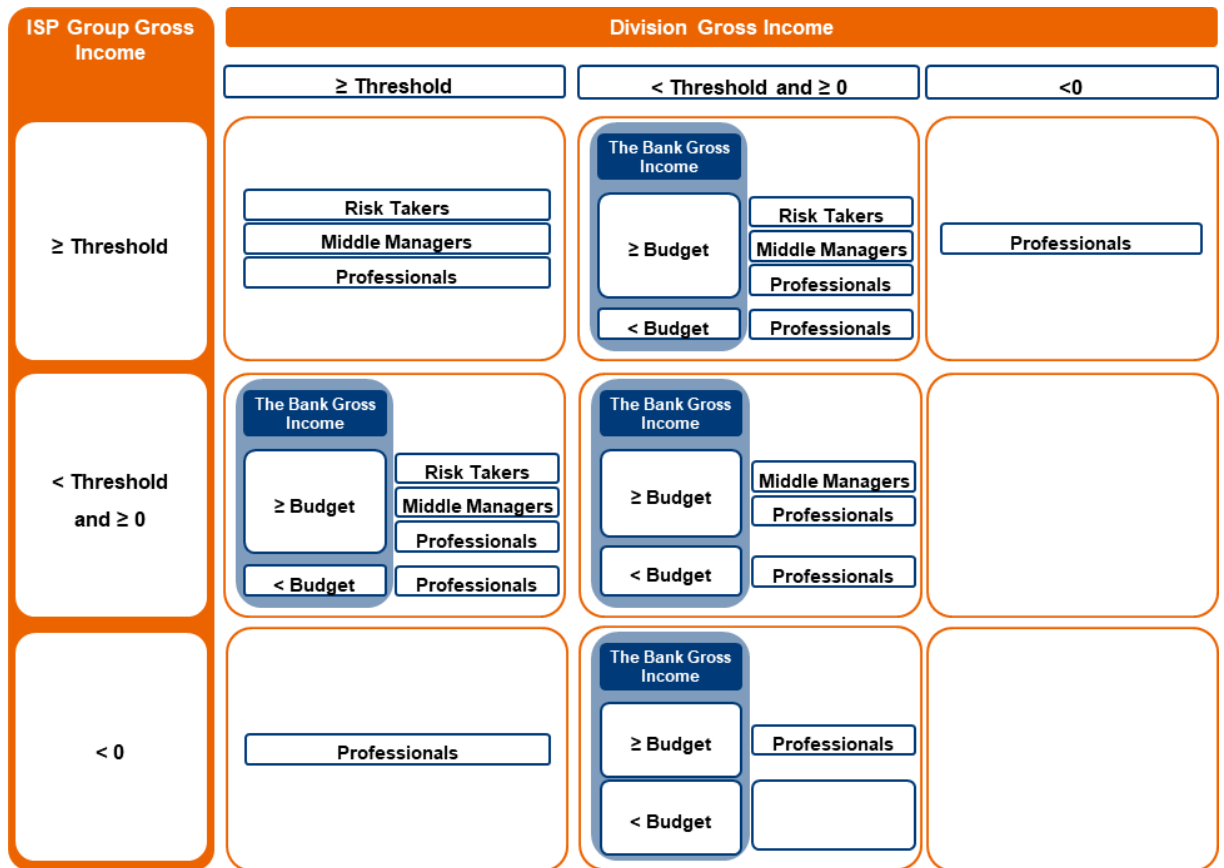 ISP Group Gross
Income
Division Gross Income
≥ Threshold
< Threshold and ≥ 0
<0
≥ Threshold
Risk Takers
Middle Managers
Professionals
The Bank Gross
Income
≥ Budget
Risk Takers
Middle Managers
Professionals
< Budget
Professionals
Professionals
< Threshold
and ≥ 0
The Bank Gross
Income
≥ Budget
Risk Takers
Middle Managers
Professionals
< Budget
Professionals
The Bank Gross
Income
≥ Budget
Middle Managers
Professionals
< Budget
Professionals
< 0
Professionals
The Bank Gross
Income
≥ Budget
Professionals
< Budget